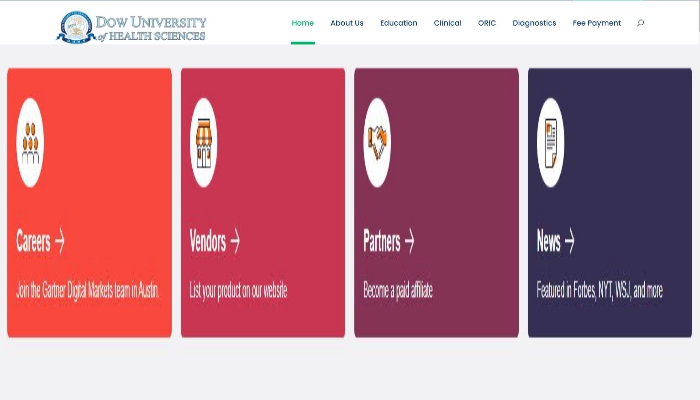 Dow University
of Health Sciences
Home About Us Education Clinical ORIC Diagnostics Fee Payment
Careers →
Join the Gartner Digital Markets team in Austin.
Vendors →
List your product on our website
Partners →
Become a paid affiliate
News →
Featured in Forbes, NYT, WSJ, and more